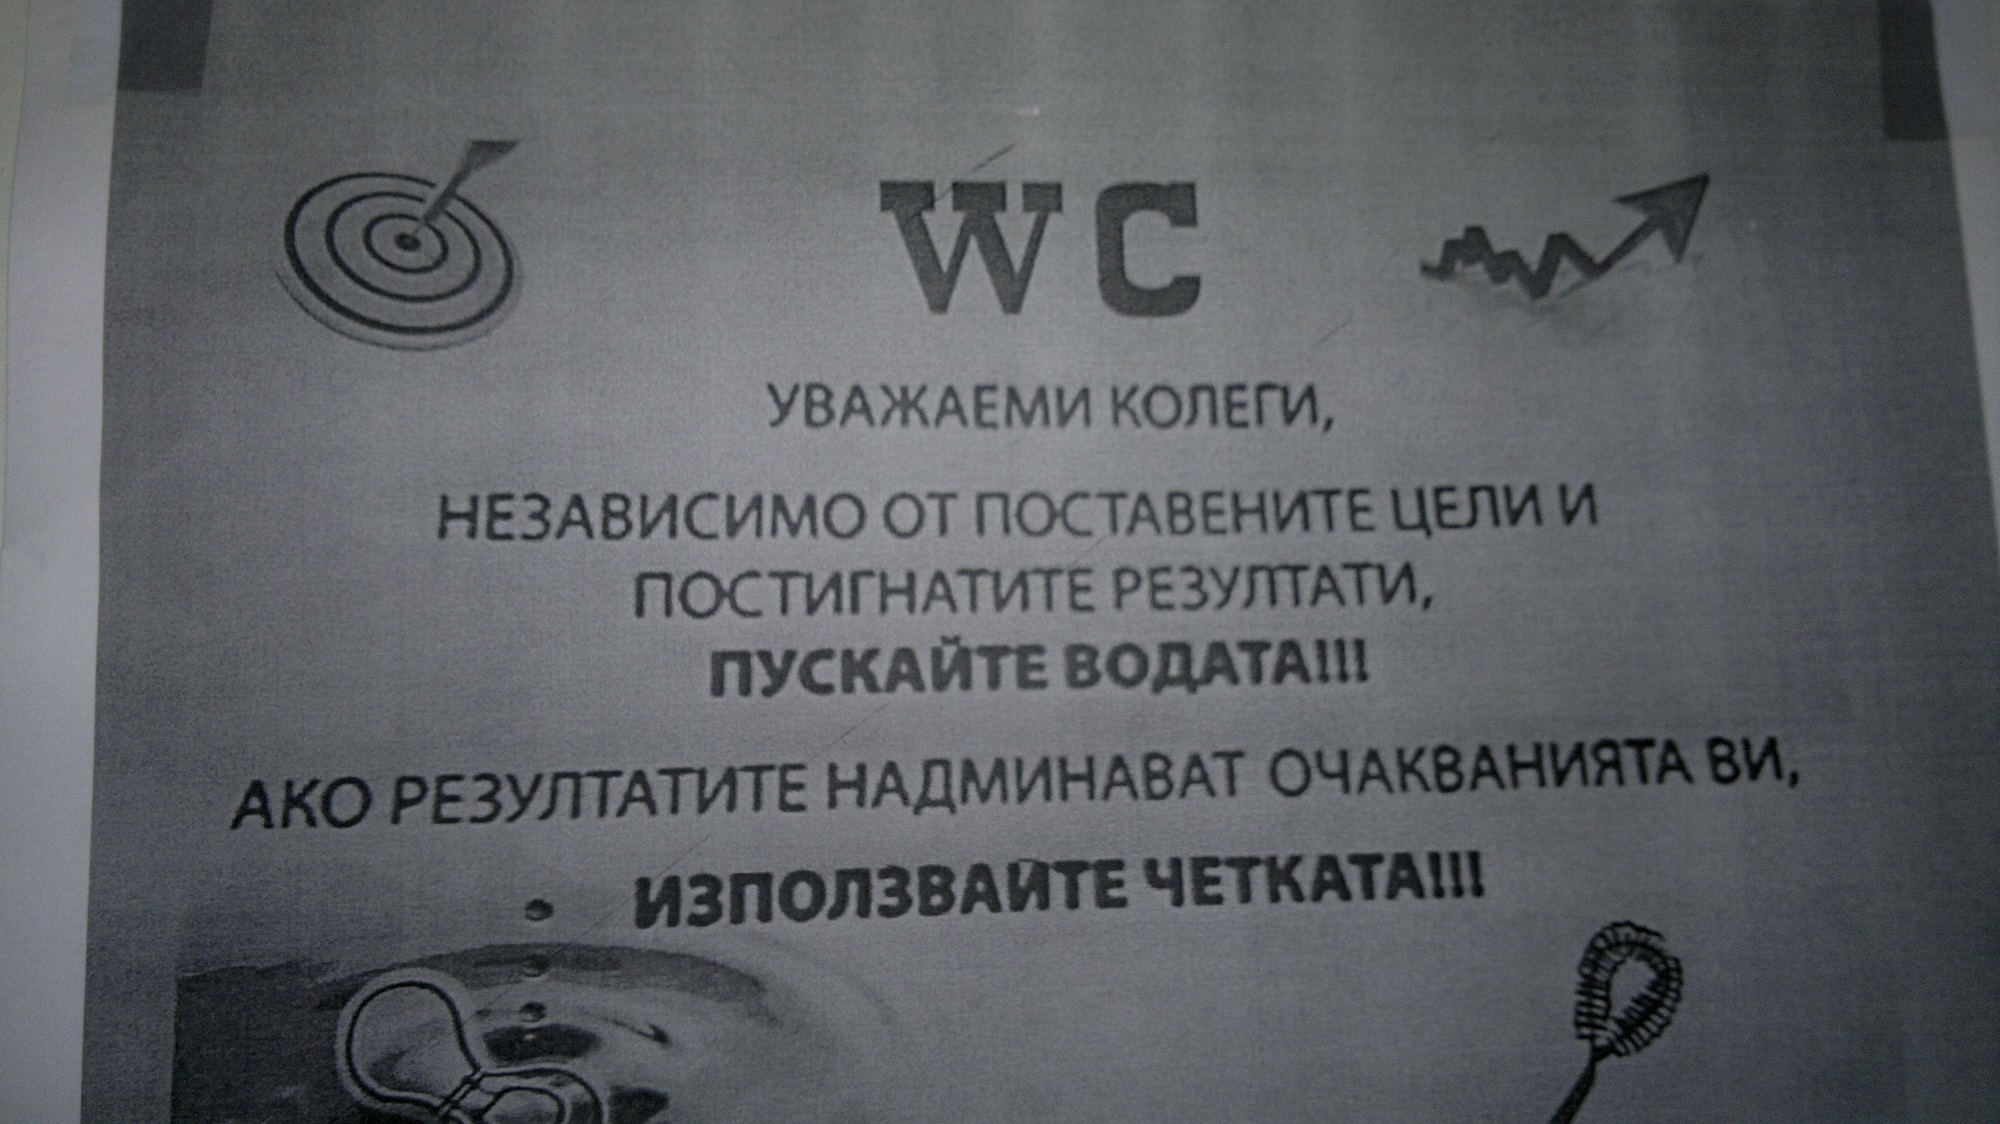 WC
УВАЖАЕМИ КОЛЕГИ,
НЕЗАВИСИМО ОТ ПОСТАВЕНИТЕ ЦЕЛИ И
ПОСТИГНАТИТЕ РЕЗУЛТАТИ,
ПУСКАЙТЕ ВОДАТА!!!
АКО РЕЗУЛТАТИТЕ НАДМИНАВАТ ОЧАКВАНИЯТА ВИ,
ИЗПОЛЗВАЙТЕ ЧЕТКАТА!!!